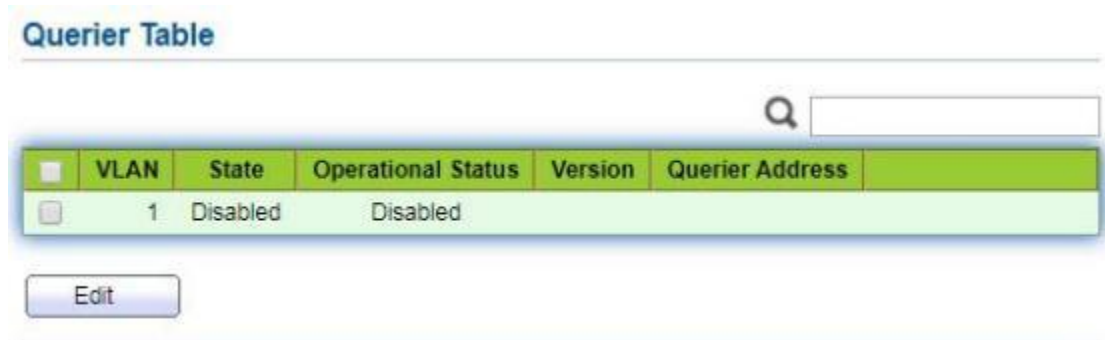 Querier Table
VLAN State Operational Status Version Querier Address
1 Disabled Disabled
Edit